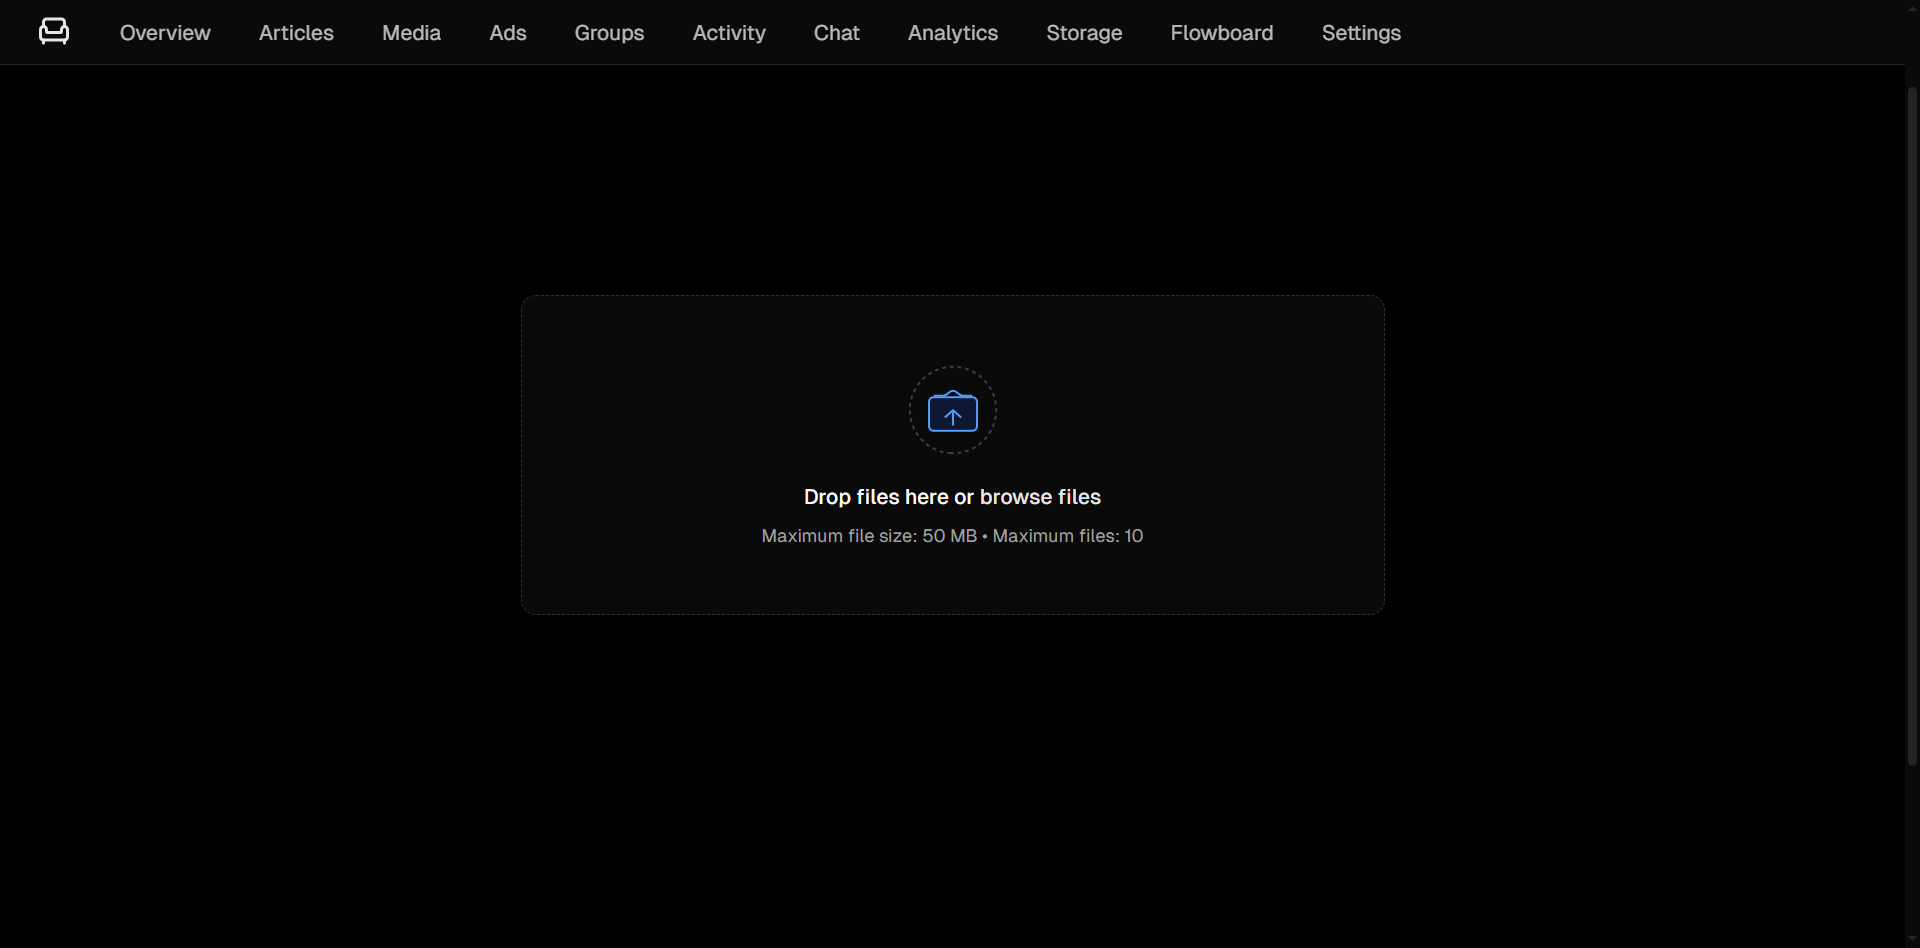 Overview Articles Media Ads Groups Activity Chat Analytics Storage Flowboard Settings
Drop files here or browse files
Maximum file size: 50 MB • Maximum files: 10